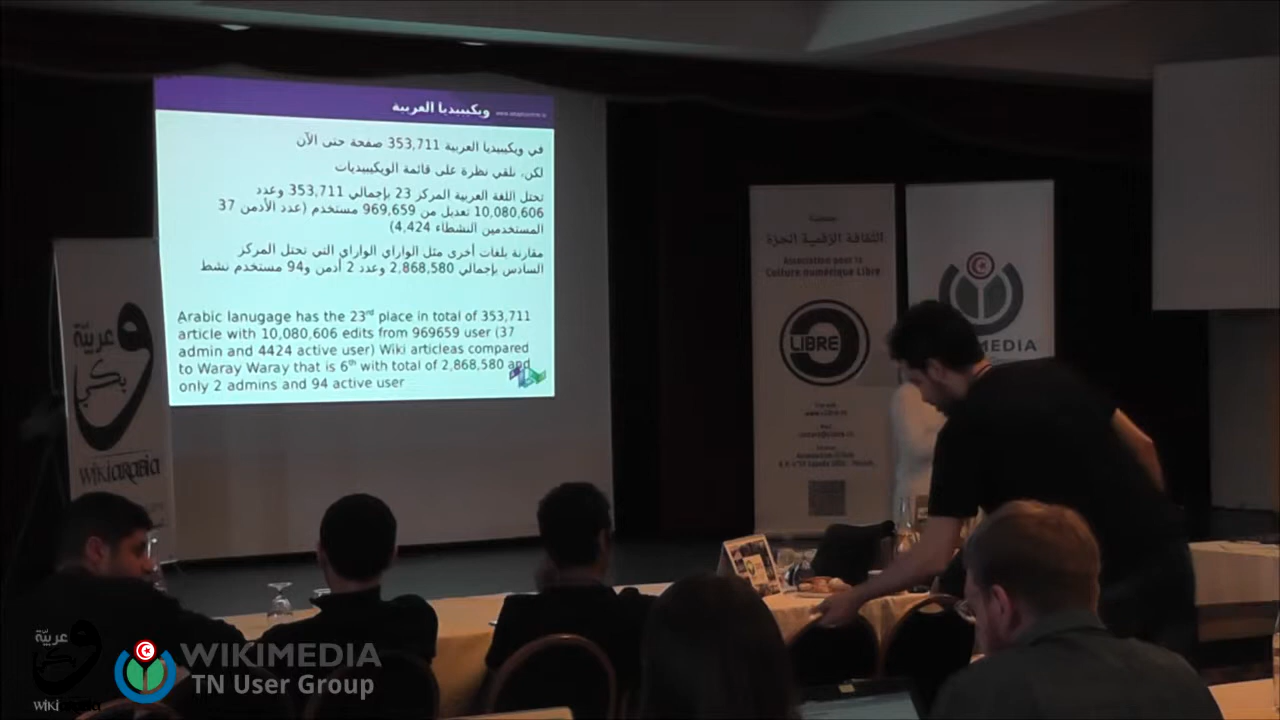 ويكيبيديا العربية
في ويكيبيديا العربية 353,711 صفحة حتى الآن
لكن، نلقي نظرة على قائمة الويكيبيديات
تحتل اللغة العربية المركز 23 بإجمالي 353,711 وعدد
10,080,606 تعديل من 969,659 مستخدم (عدد الأدمن 37
المستخدمين النشطاء 4,424)
مقارنة بلغات أخرى مثل الواراي الواراي التي تحتل المركز
السادس بإجمالي 2,868,580 وعدد 2 أدمن و94 مستخدم نشط
Arabic lanugage has the 23rd place in total of 353,711
article with 10,080,606 edits from 969659 user (37
admin and 4424 active user) Wiki articleas compared
to Waray Waray that is 6th with total of 2,868,580 and
only 2 admins and 94 active user
عربية
ويكي
wikiarabia
الثقافة الرقمية الحرة
Association pour la
Culture numérique Libre
LIBRE
MEDIA
عربية
ويكي
WIKIMEDIA
TN User Group